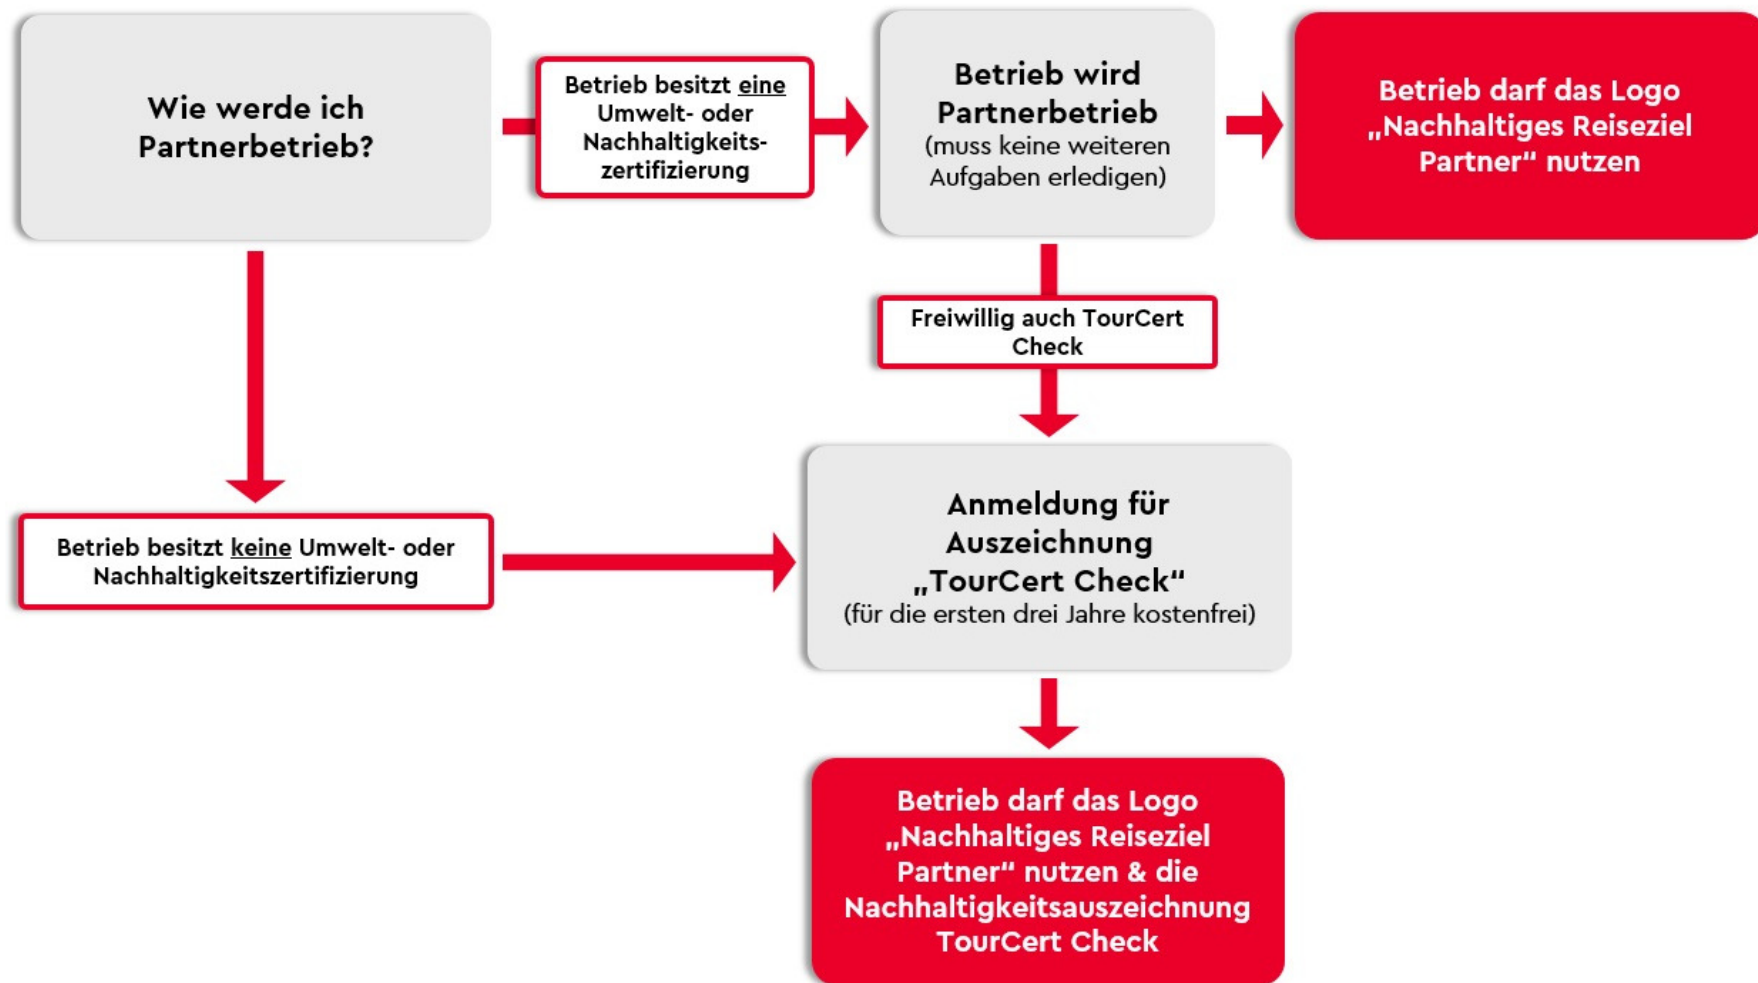 Wie werde ich
Partnerbetrieb?
Betrieb besitzt eine
Umwelt- oder
Nachhaltigkeits-
zertifizierung
Betrieb wird
Partnerbetrieb
(muss keine weiteren
Aufgaben erledigen)
Betrieb darf das Logo
„Nachhaltiges Reiseziel
Partner“ nutzen
Freiwillig auch TourCert
Check
Betrieb besitzt keine Umwelt- oder
Nachhaltigkeitszertifizierung
Anmeldung für
Auszeichnung
„TourCert Check“
(für die ersten drei Jahre kostenfrei)
Betrieb darf das Logo
„Nachhaltiges Reiseziel
Partner“ nutzen & die
Nachhaltigkeitsauszeichnung
TourCert Check